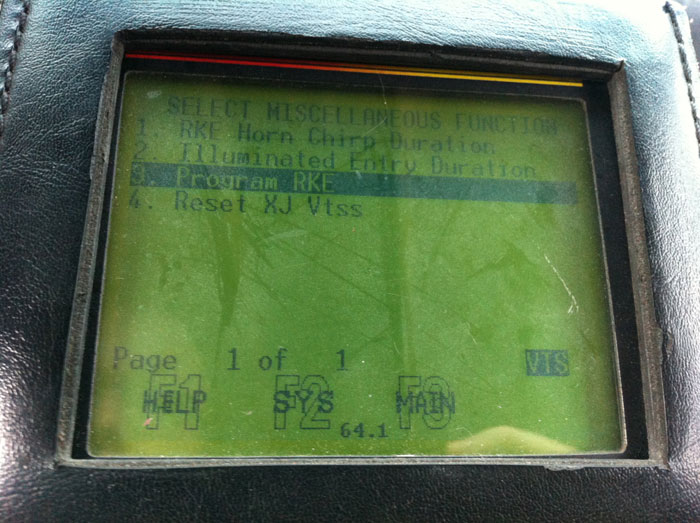 SELECT MISCELLANEOUS FUNCTION
1. RKE Horn Chirp Duration
2. Illuminated Entry Duration
3. Program RKE
4. Reset XJ Vtss
Page 1 of 1 VTS
F1 F2 F3
HELP SYS MAIN
64.1